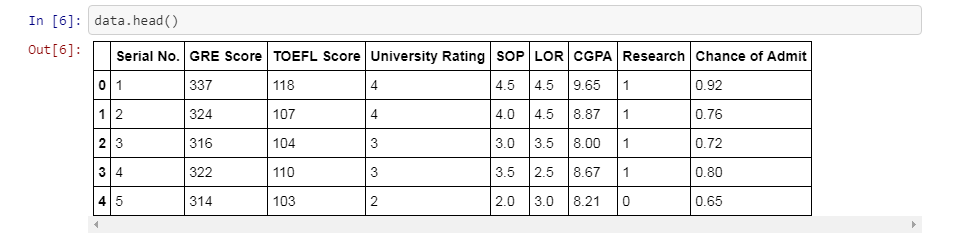 In [6]: data.head()
Out[6]:
Serial No. GRE Score TOEFL Score University Rating SOP LOR CGPA Research Chance of Admit
0 1 337 118 4 4.5 4.5 9.65 1 0.92
1 2 324 107 4 4.0 4.5 8.87 1 0.76
2 3 316 104 3 3.0 3.5 8.00 1 0.72
3 4 322 110 3 3.5 2.5 8.67 1 0.80
4 5 314 103 2 2.0 3.0 8.21 0 0.65